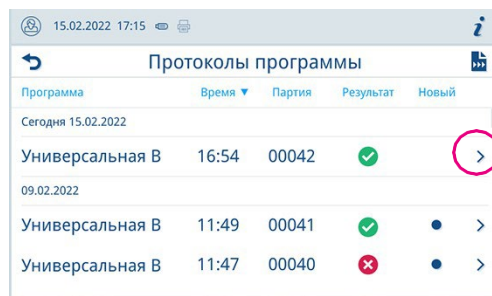 15.02.2022 17:15 i
Протоколы программы
Программа Время ▼ Партия Результат Новый
Сегодня 15.02.2022
Универсальная В 16:54 00042
09.02.2022
Универсальная В 11:49 00041
Универсальная В 11:47 00040